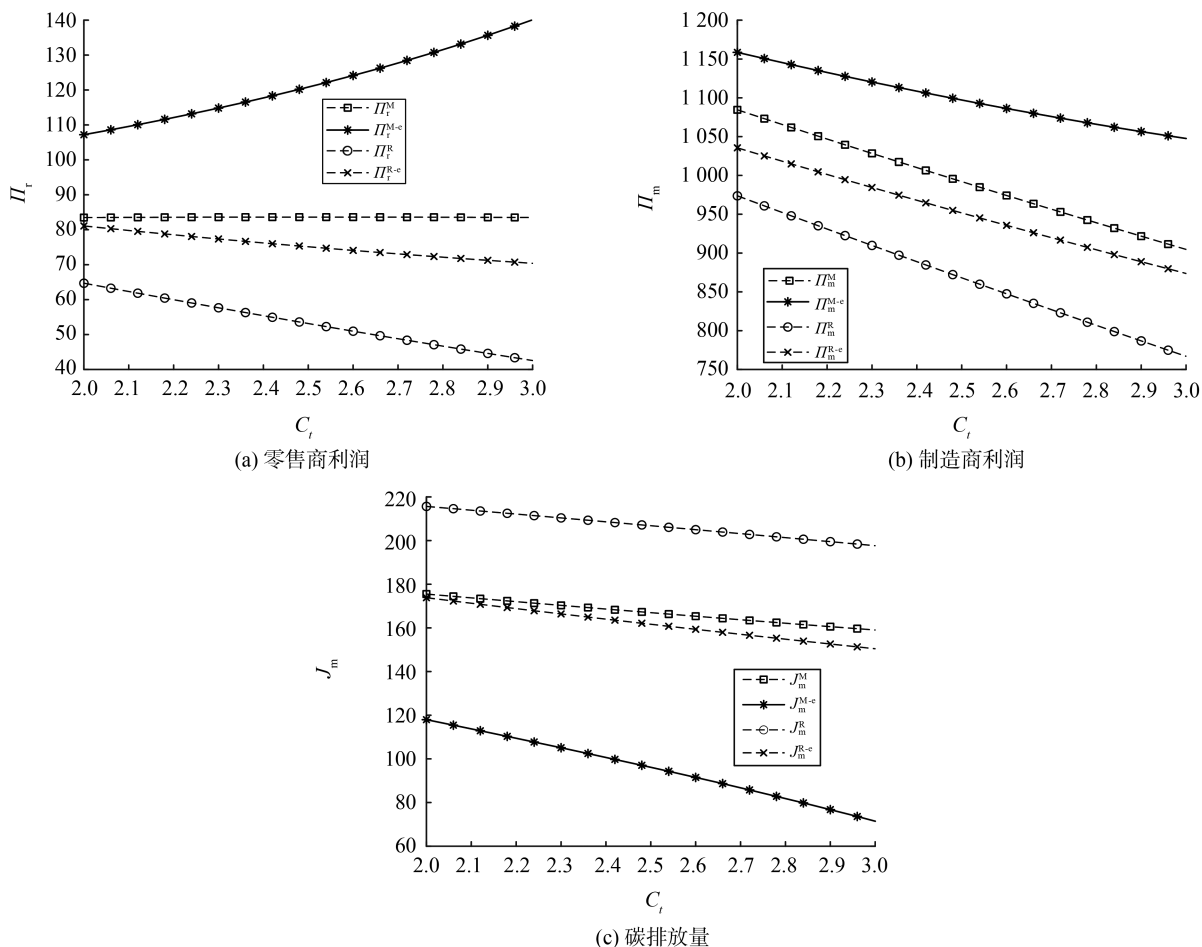 140
130
120
110
100
90
80
70
60
50
40
Π_r
Π_r^M
Π_r^{M-e}
Π_r^R
Π_r^{R-e}
2.0 2.1 2.2 2.3 2.4 2.5 2.6 2.7 2.8 2.9 3.0
C_t
(a) 零售商利润
1 200
1 150
1 100
1 050
1 000
950
900
850
800
750
Π_m
Π_m^M
Π_m^{M-e}
Π_m^R
Π_m^{R-e}
2.0 2.1 2.2 2.3 2.4 2.5 2.6 2.7 2.8 2.9 3.0
C_t
(b) 制造商利润
220
200
180
160
140
120
100
80
60
J_m
J_m^M
J_m^{M-e}
J_m^R
J_m^{R-e}
2.0 2.1 2.2 2.3 2.4 2.5 2.6 2.7 2.8 2.9 3.0
C_t
(c) 碳排放量